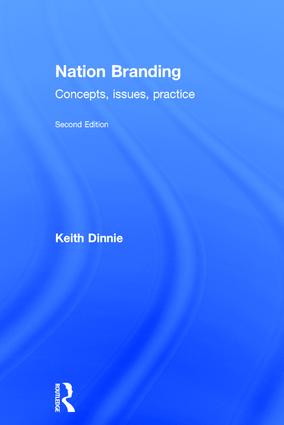 Nation Branding
Concepts, issues, practice
Second Edition
Keith Dinnie
ROUTLEDGE